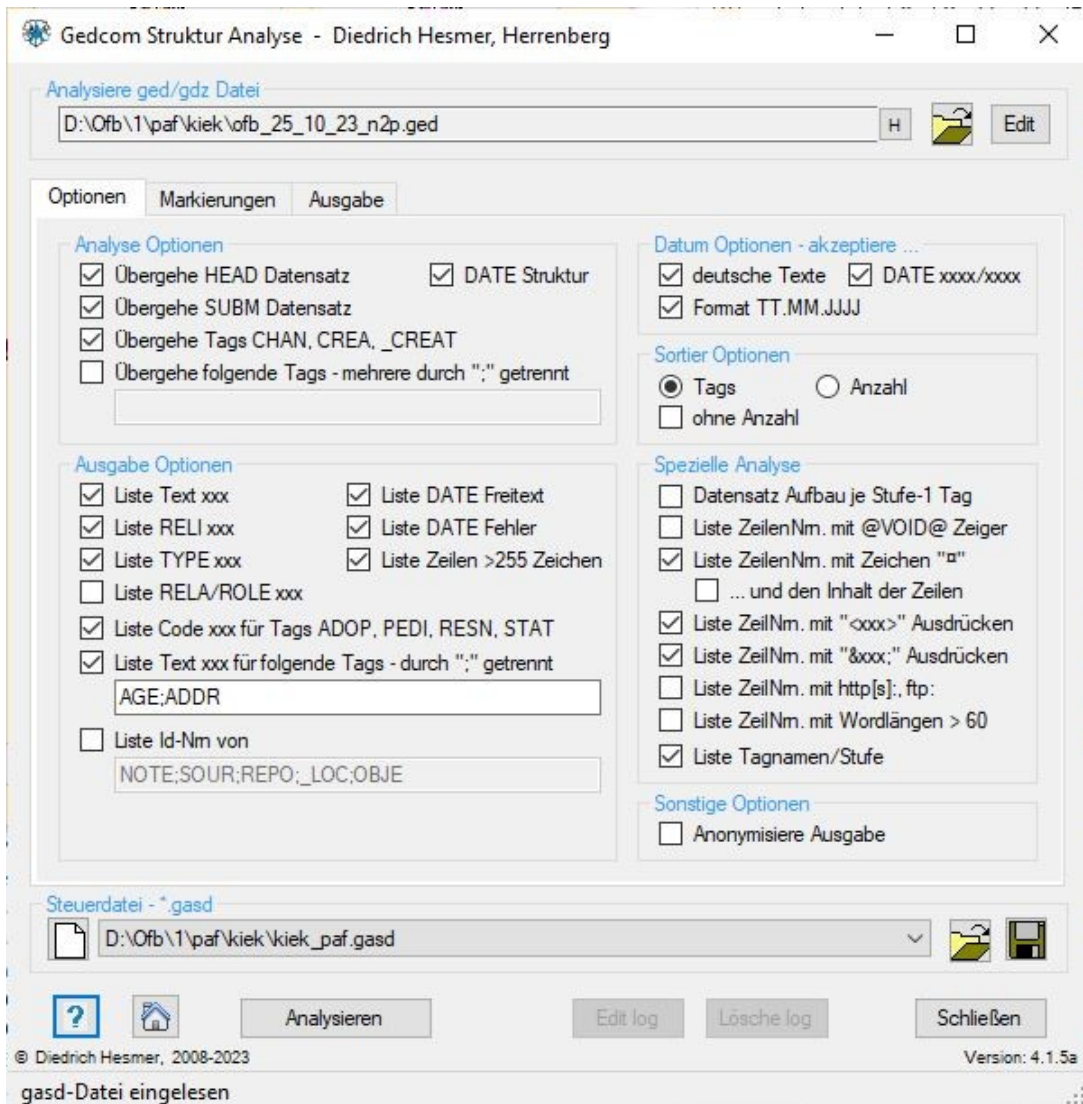 Gedcom Struktur Analyse - Diedrich Hesmer, Herrenberg
Analysiere ged/gdz Datei
D:\Ofb\1\paf\kiek\ofb_25_10_23_n2p.ged
H
Edit
Optionen
Markierungen
Ausgabe
Analyse Optionen
Übergehe HEAD Datensatz
DATE Struktur
Übergehe SUBM Datensatz
Übergehe Tags CHAN, CREA, _CREAT
Übergehe folgende Tags - mehrere durch ";" getrennt
Datum Optionen - akzeptiere ...
deutsche Texte
DATE xxxx/xxxx
Format TT.MM.JJJJ
Sortier Optionen
Tags
Anzahl
ohne Anzahl
Ausgabe Optionen
Liste Text xxx
Liste DATE Freitext
Liste RELI xxx
Liste DATE Fehler
Liste TYPE xxx
Liste Zeilen >255 Zeichen
Liste RELA/ROLE xxx
Liste Code xxx für Tags ADOP, PEDI, RESN, STAT
Liste Text xxx für folgende Tags - durch ";" getrennt
AGE;ADDR
Liste Id-Nrn von
NOTE;SOUR;REPO;_LOC;OBJE
Spezielle Analyse
Datensatz Aufbau je Stufe-1 Tag
Liste ZeilenNrn. mit @VOID@ Zeiger
Liste ZeilenNrn. mit Zeichen "¤"
... und den Inhalt der Zeilen
Liste ZeilNrn. mit "<xxx>" Ausdrücken
Liste ZeilNrn. mit "&xxx;" Ausdrücken
Liste ZeilNrn. mit http[s]:, ftp:
Liste ZeilNrn. mit Wordlängen > 60
Liste Tagnamen/Stufe
Sonstige Optionen
Anonymisiere Ausgabe
Steuerdatei - *.gasd
D:\Ofb\1\paf\kiek\kiek_paf.gasd
?
Analysieren
Edit log
Lösche log
Schließen
© Diedrich Hesmer, 2008-2023
Version: 4.1.5a
gasd-Datei eingelesen